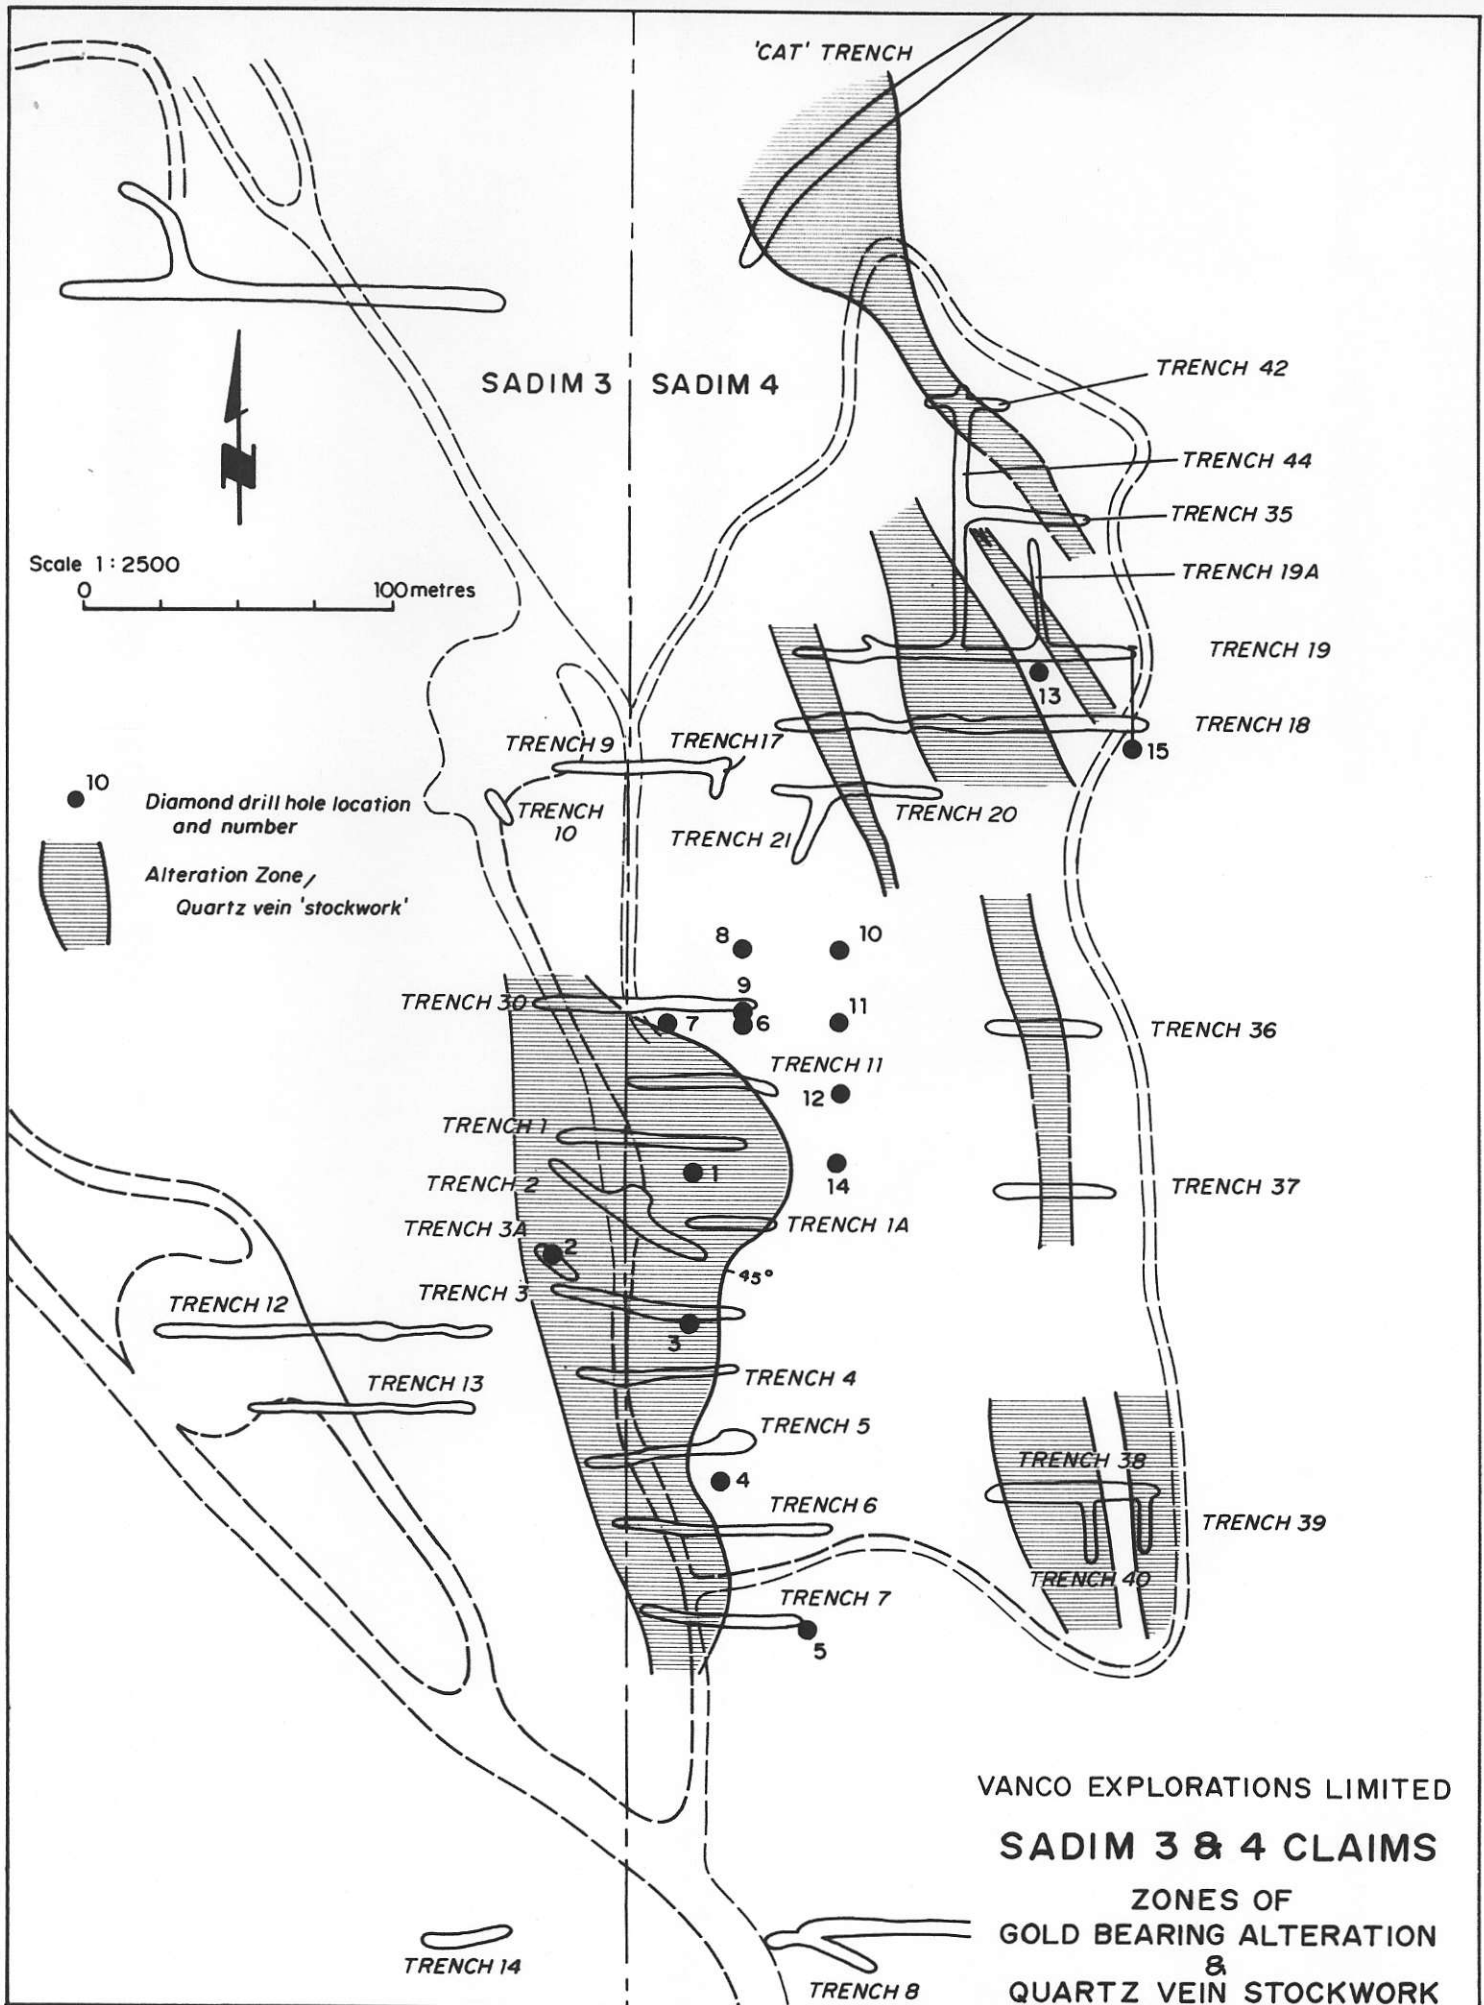 'CAT' TRENCH
TRENCH 42
SADIM 3
SADIM 4
TRENCH 44
TRENCH 35
Scale 1:2500
0
100 metres
TRENCH 19A
TRENCH 19
13
TRENCH 18
15
TRENCH 9
TRENCH 17
10
Diamond drill hole location
and number
TRENCH
10
TRENCH 20
TRENCH 21
Alteration Zone/
Quartz vein 'stockwork'
8
10
9
TRENCH 30
7
6
11
TRENCH 36
TRENCH 11
12
TRENCH 1
1
14
TRENCH 2
TRENCH 37
TRENCH 1A
TRENCH 3A
2
45°
TRENCH 3
TRENCH 12
3
TRENCH 4
TRENCH 13
TRENCH 5
TRENCH 38
4
TRENCH 6
TRENCH 39
TRENCH 40
TRENCH 7
5
VANCO EXPLORATIONS LIMITED
SADIM 3 & 4 CLAIMS
ZONES OF
GOLD BEARING ALTERATION
&
QUARTZ VEIN STOCKWORK
TRENCH 14
TRENCH 8